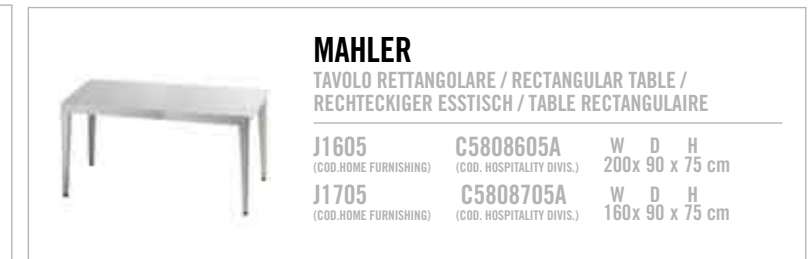 MAHLER
TAVOLO RETTANGOLARE / RECTANGULAR TABLE /
RECHTECKIGER ESSTISCH / TABLE RECTANGULAIRE
J1605 C5808605A W D H
(COD.HOME FURNISHING) (COD. HOSPITALITY DIVIS.) 200x 90 x 75 cm
J1705 C5808705A W D H
(COD.HOME FURNISHING) (COD. HOSPITALITY DIVIS.) 160x 90 x 75 cm